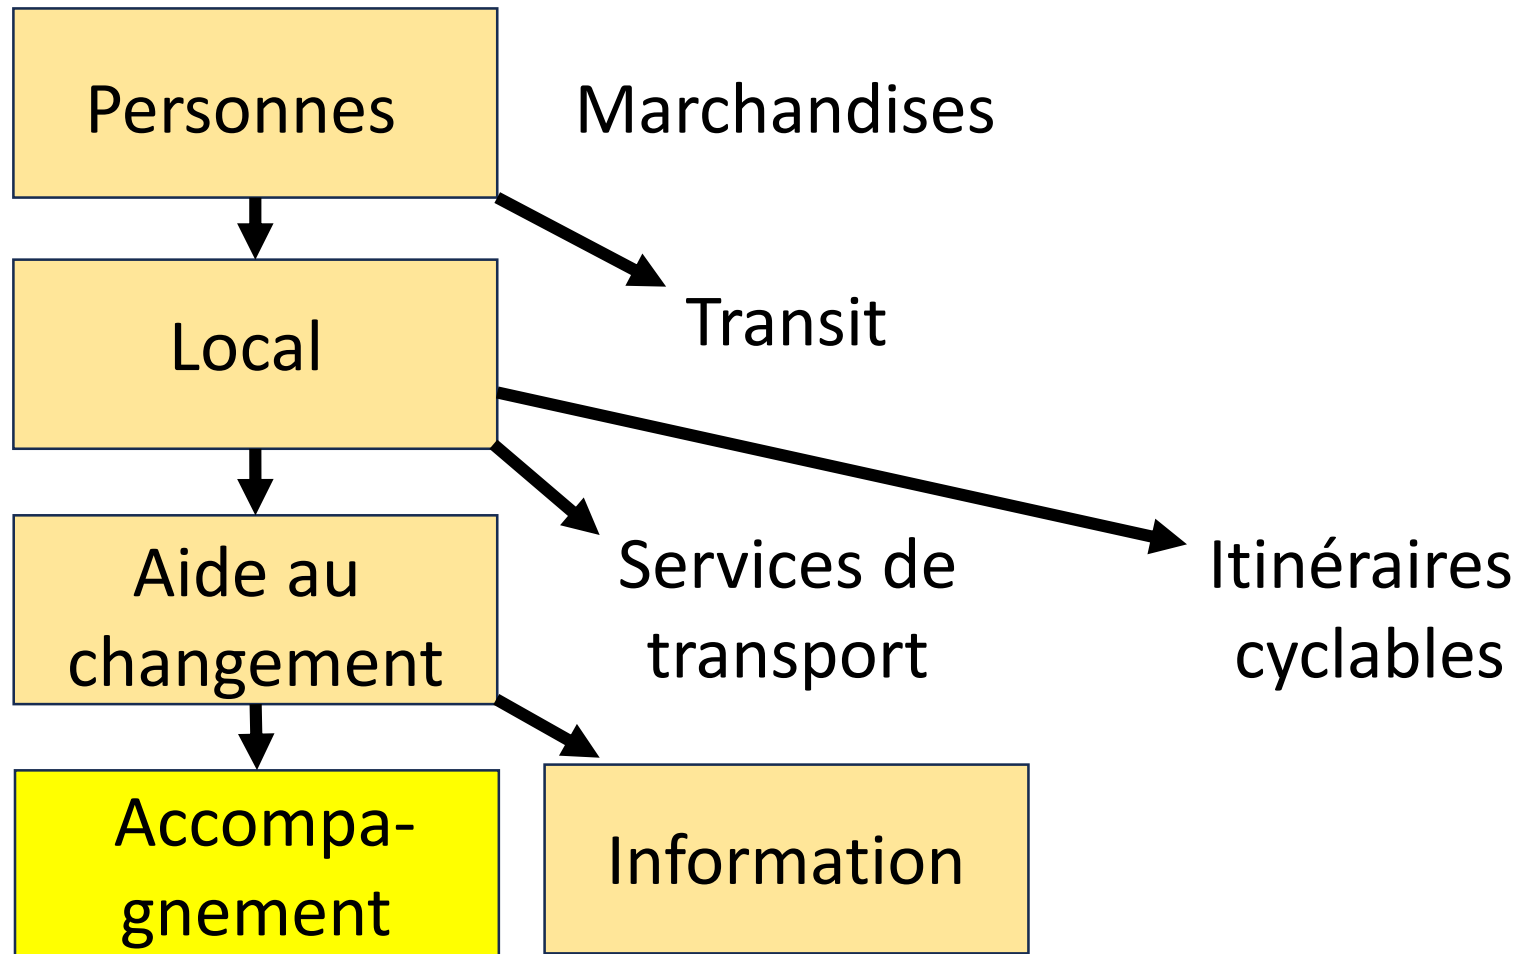 Personnes
Marchandises
Local
Transit
Aide au
changement
Services de
transport
Itinéraires
cyclables
Accompa-
gnement
Information